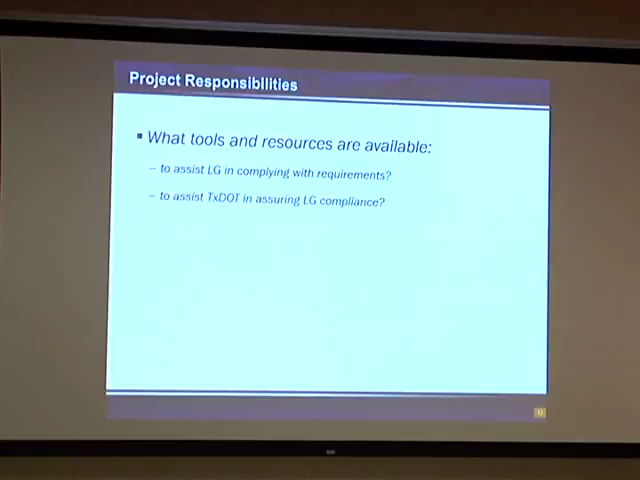 Project Responsibilities
▪ What tools and resources are available:
– to assist LG in complying with requirements?
– to assist TxDOT in assuring LG compliance?